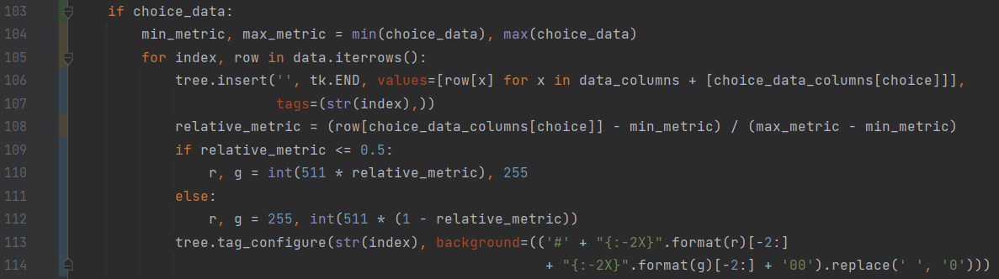 103 if choice_data:
104 min_metric, max_metric = min(choice_data), max(choice_data)
105 for index, row in data.iterrows():
106 tree.insert('', tk.END, values=[row[x] for x in data_columns + [choice_data_columns[choice]]],
107 tags=(str(index),))
108 relative_metric = (row[choice_data_columns[choice]] - min_metric) / (max_metric - min_metric)
109 if relative_metric <= 0.5:
110 r, g = int(511 * relative_metric), 255
111 else:
112 r, g = 255, int(511 * (1 - relative_metric))
113 tree.tag_configure(str(index), background=(('#' + "{:-2X}".format(r)[-2:]
114 + "{:-2X}".format(g)[-2:] + '00').replace(' ', '0')))